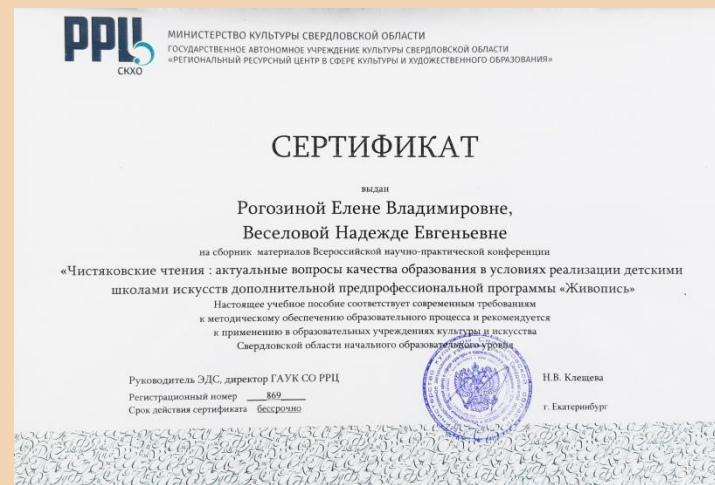 РРЦ
СКХО
МИНИСТЕРСТВО КУЛЬТУРЫ СВЕРДЛОВСКОЙ ОБЛАСТИ
ГОСУДАРСТВЕННОЕ АВТОНОМНОЕ УЧРЕЖДЕНИЕ КУЛЬТУРЫ СВЕРДЛОВСКОЙ ОБЛАСТИ
«РЕГИОНАЛЬНЫЙ РЕСУРСНЫЙ ЦЕНТР В СФЕРЕ КУЛЬТУРЫ И ХУДОЖЕСТВЕННОГО ОБРАЗОВАНИЯ»
СЕРТИФИКАТ
выдан
Рогозиной Елене Владимировне,
Веселовой Надежде Евгеньевне
на сборник материалов Всероссийской научно-практической конференции
«Чистяковские чтения : актуальные вопросы качества образования в условиях реализации детскими
школами искусств дополнительной предпрофессиональной программы «Живопись»
Настоящее учебное пособие соответствует современным требованиям
к методическому обеспечению образовательного процесса и рекомендуется
к применению в образовательных учреждениях культуры и искусства
Свердловской области начального образовательного уровня
Руководитель ЭДС, директор ГАУК СО РРЦ
Н.В. Клещева
Регистрационный номер 869
Срок действия сертификата бессрочно
г. Екатеринбург